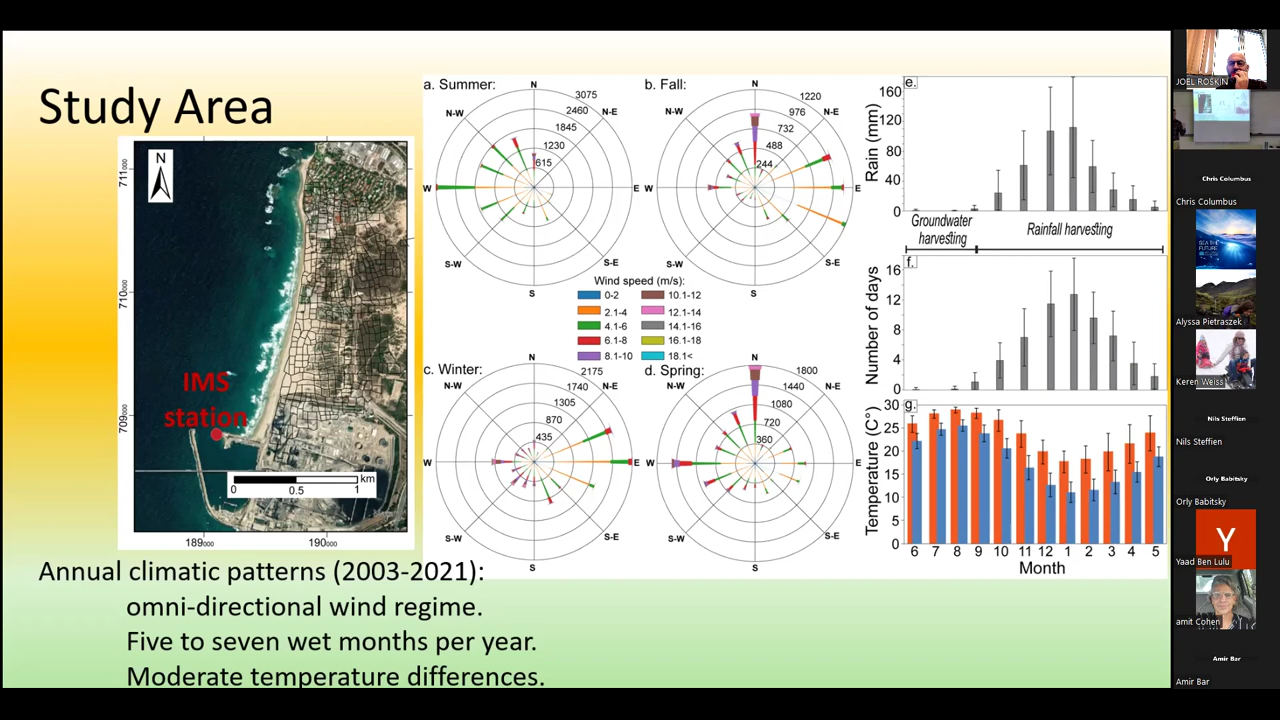 Study Area
N
711000
710000
709000
IMS
station
km
0 0.5 1
189000 190000
a. Summer:
N
N-W
N-E
W
E
S-W
S-E
S
3075
2460
1845
1230
615
b. Fall:
N
N-W
N-E
W
E
S-W
S-E
S
1220
976
732
488
244
Wind speed (m/s):
0-2 10.1-12
2.1-4 12.1-14
4.1-6 14.1-16
6.1-8 16.1-18
8.1-10 18.1<
c. Winter:
N
N-W
N-E
W
E
S-W
S-E
S
2175
1740
1305
870
435
d. Spring:
N
N-W
N-E
W
E
S-W
S-E
S
1800
1440
1080
720
360
e.
Rain (mm)
160
120
80
40
0
Groundwater
harvesting
Rainfall harvesting
f.
Number of days
16
12
8
4
0
g.
Temperature (C°)
30
25
20
15
10
5
0
6 7 8 9 10 11 12 1 2 3 4 5
Month
Annual climatic patterns (2003-2021):
omni-directional wind regime.
Five to seven wet months per year.
Moderate temperature differences.
JOEL ROSKIN
Chris Columbus
Chris Columbus
SEA THE
FUTURE
Alyssa Pietraszek
Keren Weiss
Nils Steffien
Nils Steffien
Orly Babitsky
Orly Babitsky
Y
Yaad Ben Lulu
amit Cohen
Amir Bar
Amir Bar